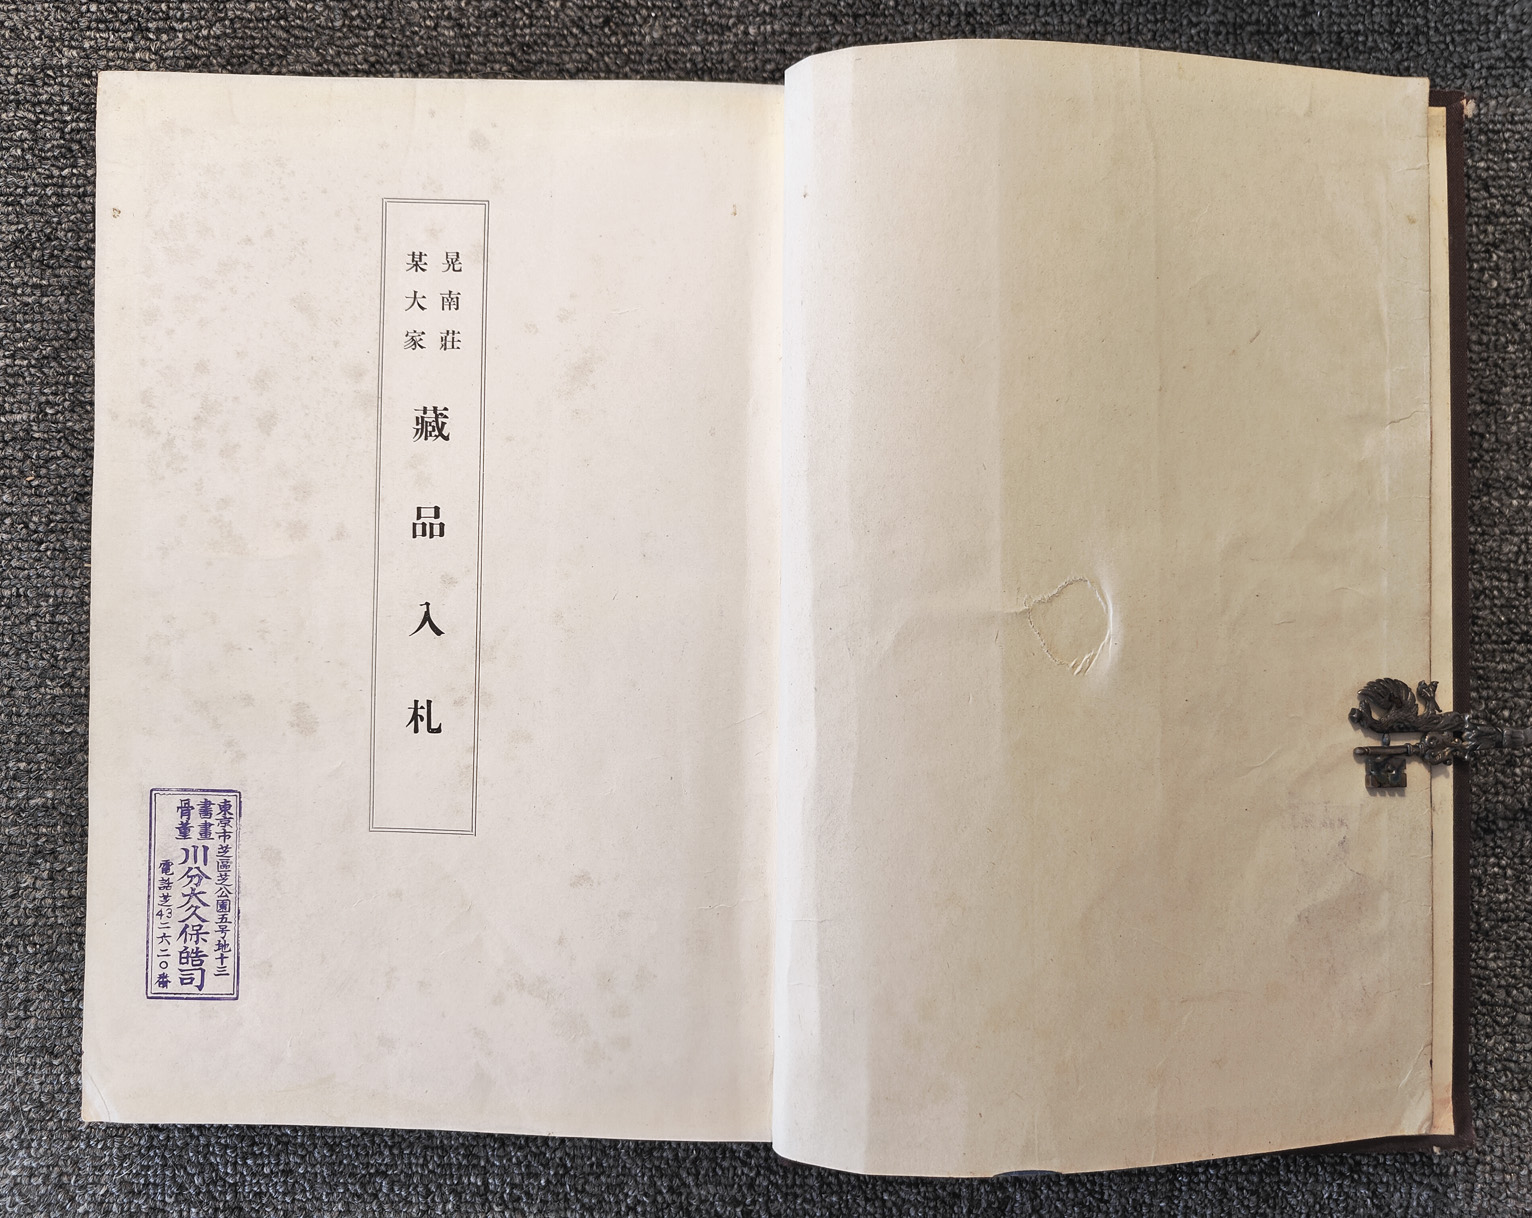 晃南莊
某大家
藏品入札
東京市芝區芝公園五号地十三
書畫
骨董
川分大久保皓司
電話芝43二六二〇番